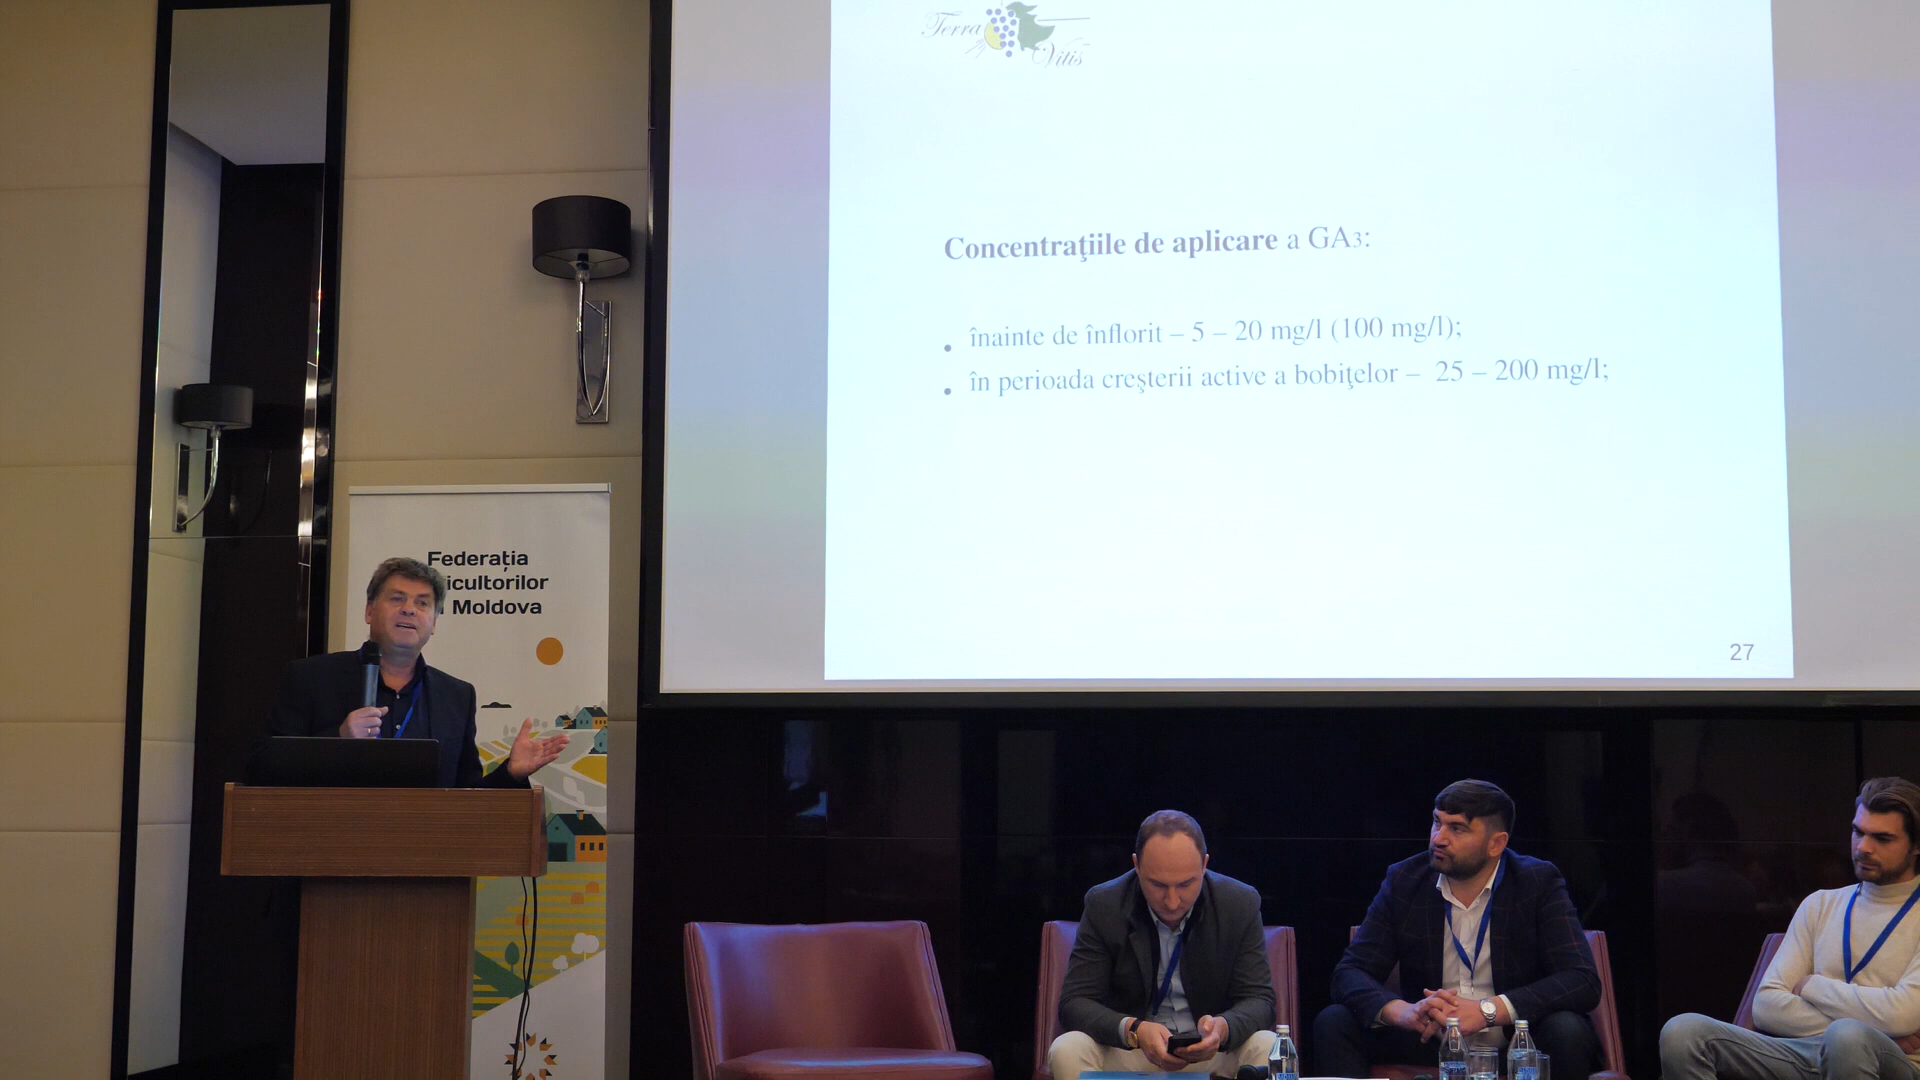 Terra
Vitis
Concentraţiile de aplicare a GA3:
• înainte de înflorit – 5 – 20 mg/l (100 mg/l);
• în perioada creşterii active a bobiţelor – 25 – 200 mg/l;
27
Federația
icultorilor
Moldova